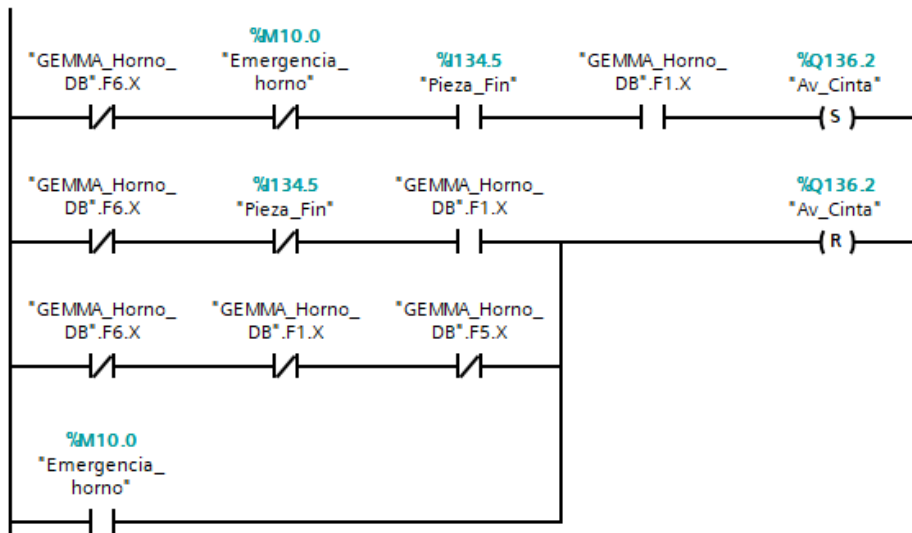 %M10.0
"GEMMA_Horno_
DB".F6.X
"Emergencia_
horno"
%I134.5
"Pieza_Fin"
"GEMMA_Horno_
DB".F1.X
%Q136.2
"Av_Cinta"
S
"GEMMA_Horno_
DB".F6.X
%I134.5
"Pieza_Fin"
"GEMMA_Horno_
DB".F1.X
%Q136.2
"Av_Cinta"
R
"GEMMA_Horno_
DB".F6.X
"GEMMA_Horno_
DB".F1.X
"GEMMA_Horno_
DB".F5.X
%M10.0
"Emergencia_
horno"